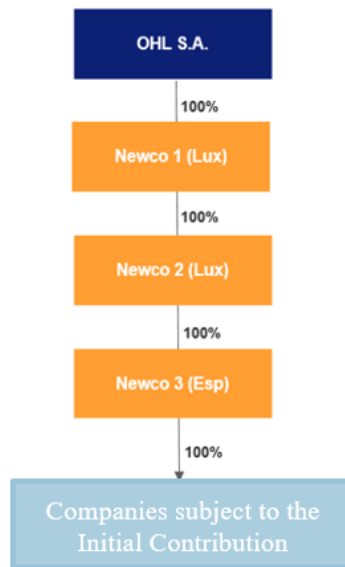 OHL S.A.
100%
Newco 1 (Lux)
100%
Newco 2 (Lux)
100%
Newco 3 (Esp)
100%
Companies subject to the
Initial Contribution